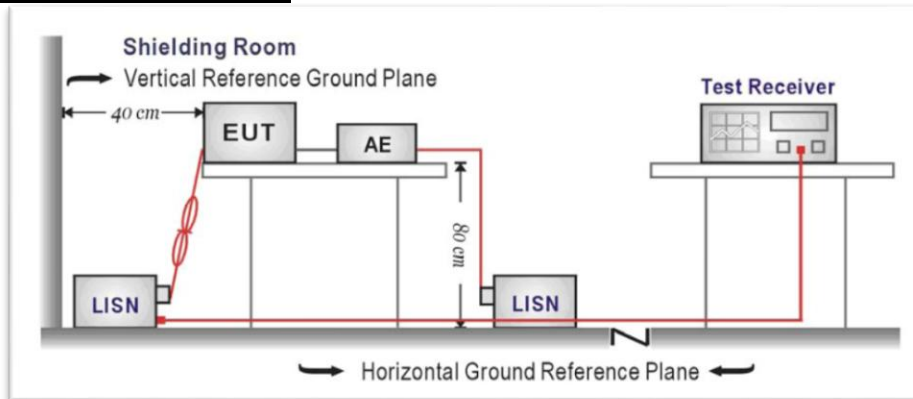 Shielding Room
Vertical Reference Ground Plane
Test Receiver
40 cm
EUT
AE
80 cm
LISN
LISN
Horizontal Ground Reference Plane